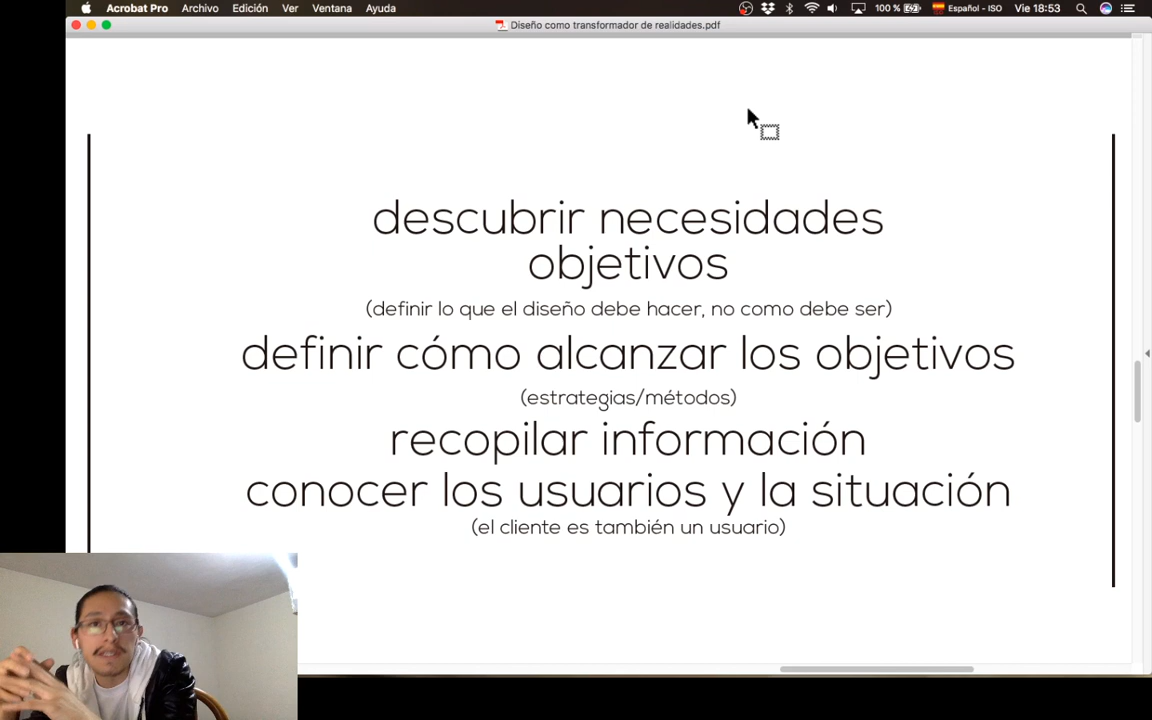 Acrobat Pro Archivo Edición Ver Ventana Ayuda 100 % Español - ISO Vie 18:53
Diseño como transformador de realidades.pdf
descubrir necesidades
objetivos
(definir lo que el diseño debe hacer, no como debe ser)
definir cómo alcanzar los objetivos
(estrategias/métodos)
recopilar información
conocer los usuarios y la situación
(el cliente es también un usuario)